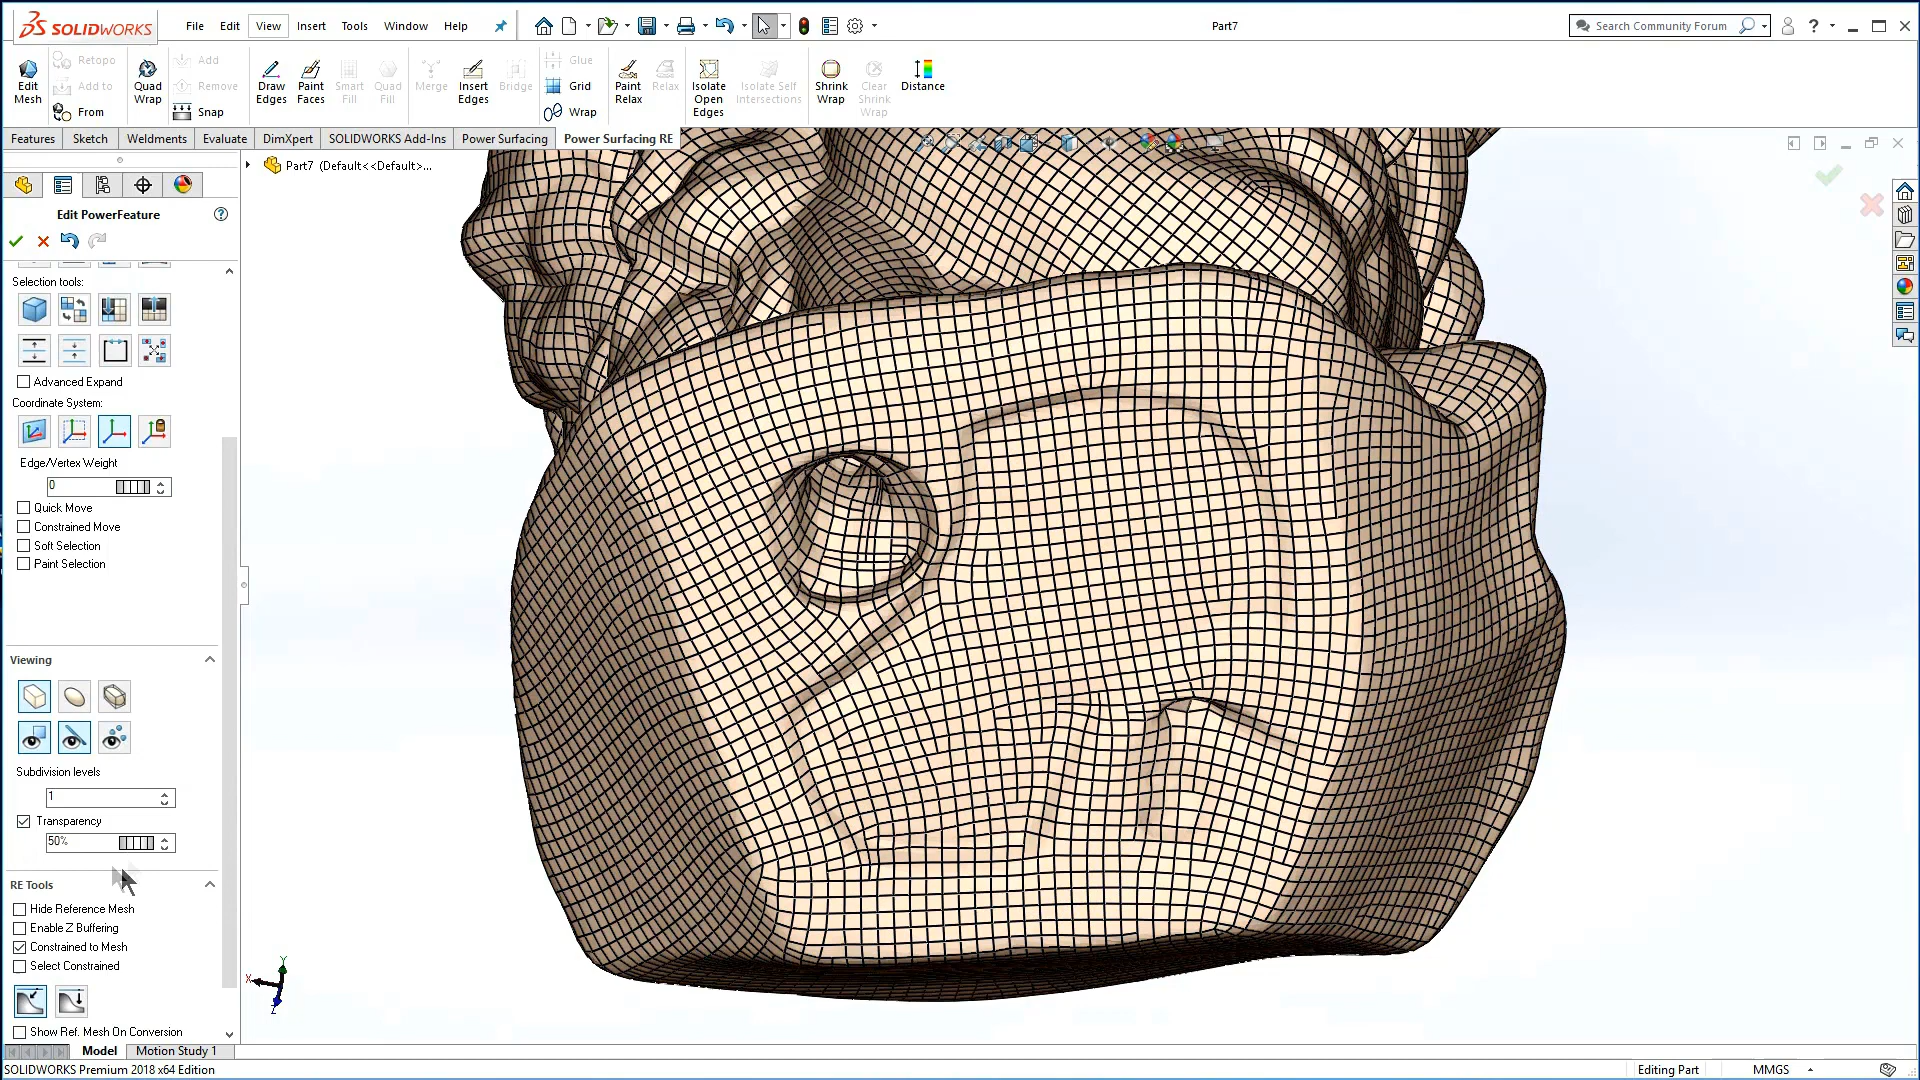 SOLIDWORKS
File Edit View Insert Tools Window Help
Part7
Search Community Forum
?
Edit Mesh
Retopo
Add to
From
Quad Wrap
Add
Remove
Snap
Draw Edges
Paint Faces
Smart Fill
Quad Fill
Merge
Insert Edges
Bridge
Glue
Grid
Wrap
Paint Relax
Relax
Isolate Open Edges
Isolate Self Intersections
Shrink Wrap
Clear Shrink Wrap
Distance
Features Sketch Weldments Evaluate DimXpert SOLIDWORKS Add-Ins Power Surfacing Power Surfacing RE
Part7 (Default<<Default>...
Edit PowerFeature
?
Selection tools:
Advanced Expand
Coordinate System:
Edge/Vertex Weight
0
Quick Move
Constrained Move
Soft Selection
Paint Selection
Viewing
Subdivision levels
1
Transparency
50%
RE Tools
Hide Reference Mesh
Enable Z Buffering
Constrained to Mesh
Select Constrained
Show Ref. Mesh On Conversion
X
Y
Z
Model Motion Study 1
SOLIDWORKS Premium 2018 x64 Edition
Editing Part MMGS